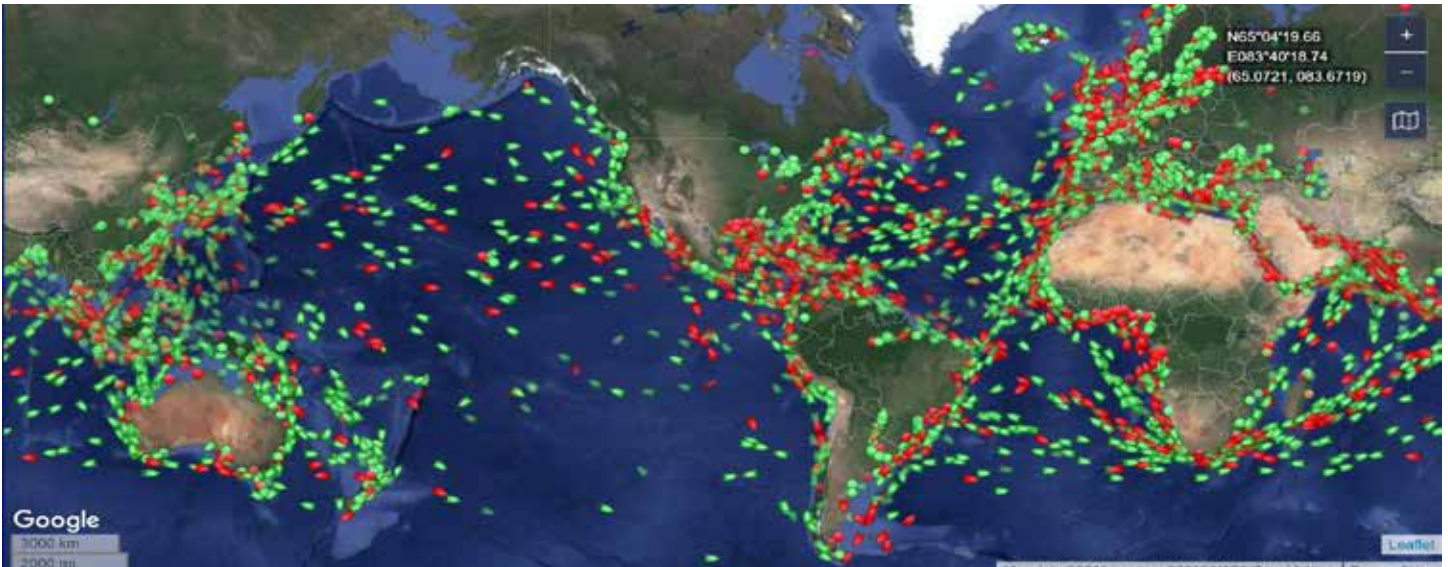 N65°04'19.66
E083°40'18.74
(65.0721, 083.6719)
+
−
Google
3000 km
2000 mi
Leaflet